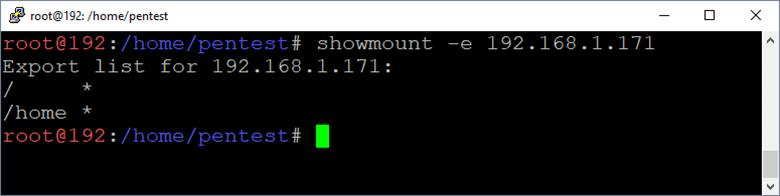 root@192: /home/pentest
root@192:/home/pentest# showmount -e 192.168.1.171
Export list for 192.168.1.171:
/     *
/home *
root@192:/home/pentest#